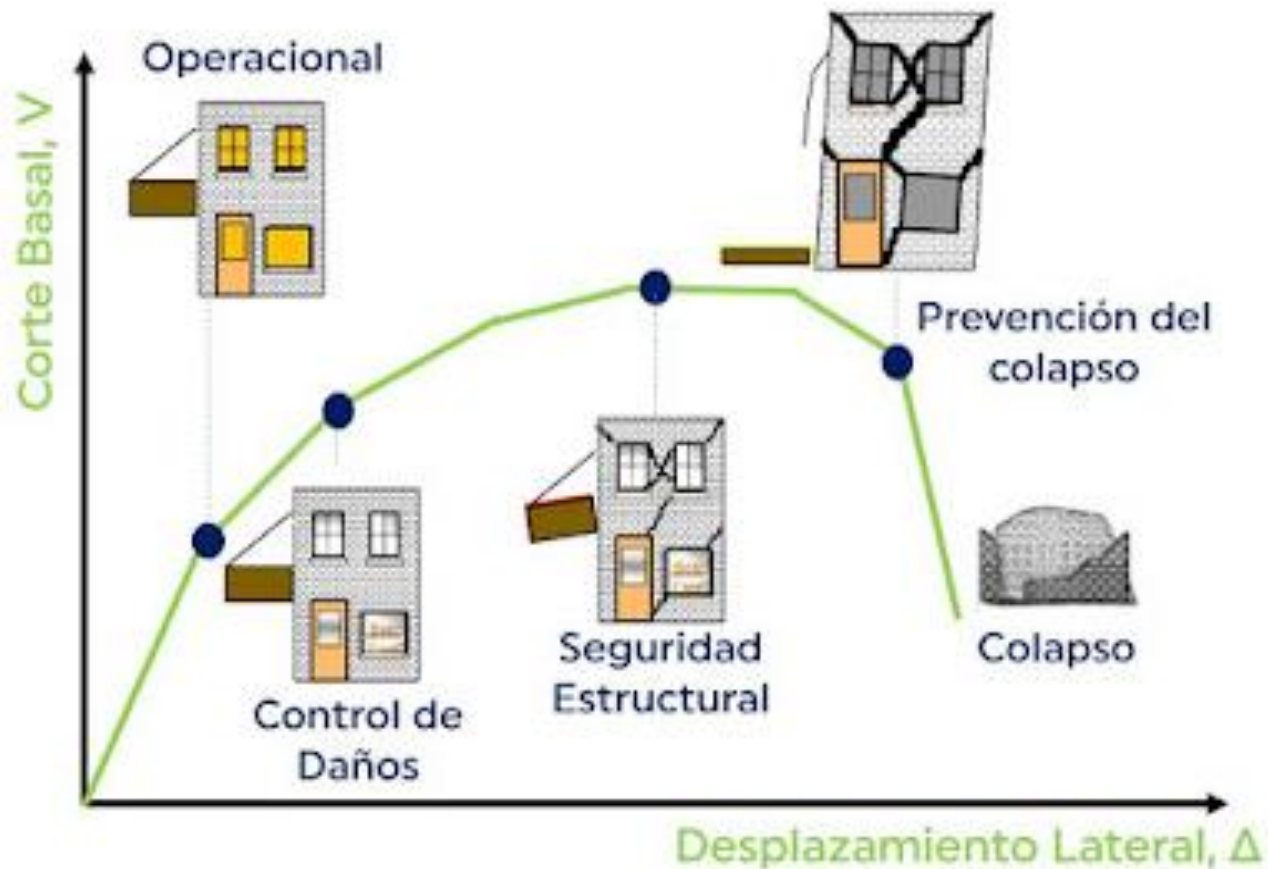 Operacional
Corte Basal, V
Prevención del
colapso
Seguridad
Estructural
Colapso
Control de
Daños
Desplazamiento Lateral, Δ